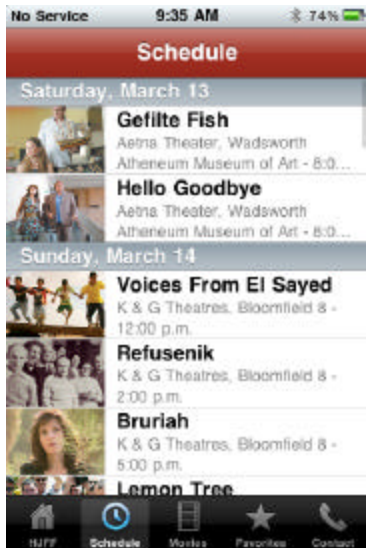 No Service 9:35 AM 74%
Schedule
Saturday, March 13
Gefilte Fish
Aetna Theater, Wadsworth
Atheneum Museum of Art - 8:0...
Hello Goodbye
Aetna Theater, Wadsworth
Atheneum Museum of Art - 8:0...
Sunday, March 14
Voices From El Sayed
K & G Theatres, Bloomfield 8 -
12:00 p.m.
Refusenik
K & G Theatres, Bloomfield 8 -
2:00 p.m.
Bruriah
K & G Theatres, Bloomfield 8 -
5:00 p.m.
Lemon Tree
HJFF Schedule Movies Favorites Contact